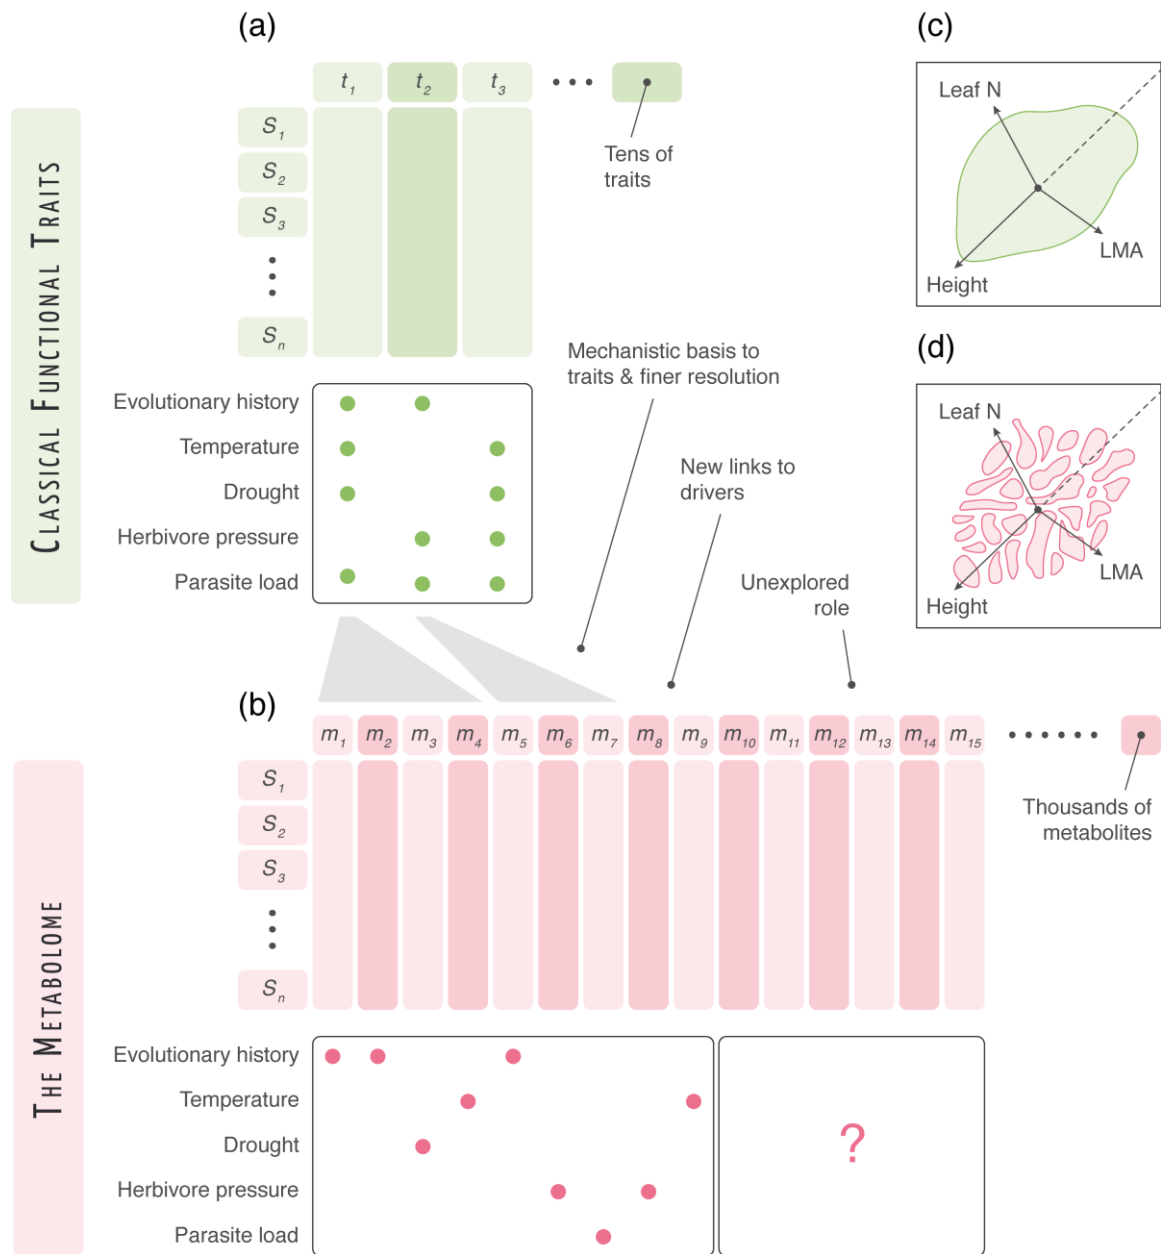 (a)
(c)
CLASSICAL FUNCTIONAL TRAITS
t1 t2 t3 •••
S1
S2
S3
Sn
Tens of
traits
Leaf N
LMA
Height
Evolutionary history
Temperature
Drought
Herbivore pressure
Parasite load
Mechanistic basis to
traits & finer resolution
New links to
drivers
Unexplored
role
(d)
Leaf N
LMA
Height
(b)
THE METABOLOME
m1 m2 m3 m4 m5 m6 m7 m8 m9 m10 m11 m12 m13 m14 m15 ••••••
S1
S2
S3
Sn
Thousands of
metabolites
Evolutionary history
Temperature
Drought
Herbivore pressure
Parasite load
?